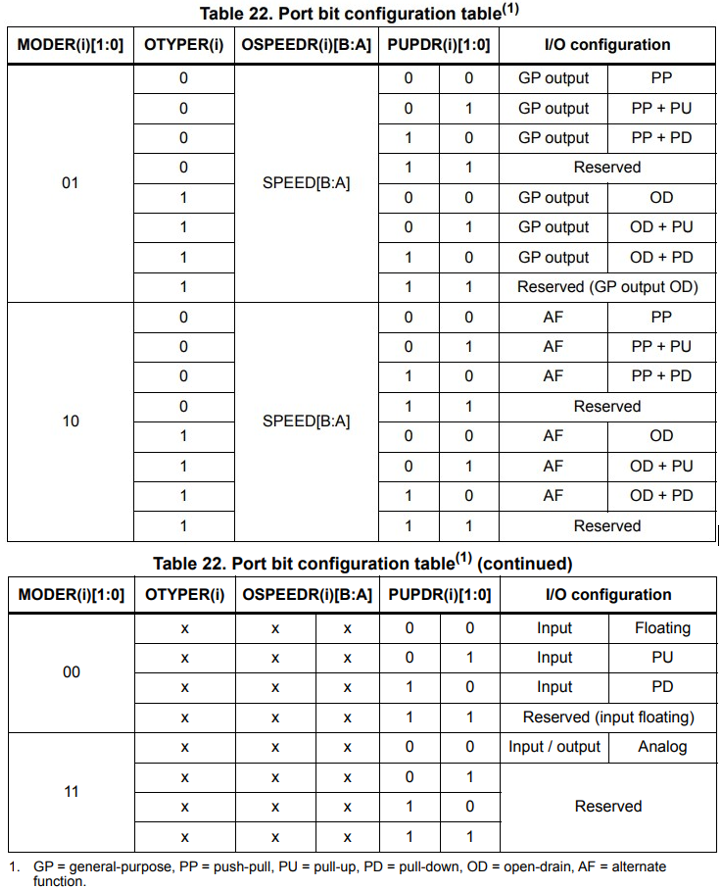 Table 22. Port bit configuration table(1)
MODER(i)[1:0] OTYPER(i) OSPEEDR(i)[B:A] PUPDR(i)[1:0] I/O configuration
01 SPEED[B:A]
0 0 0 GP output PP
0 0 1 GP output PP + PU
0 1 0 GP output PP + PD
0 1 1 Reserved
1 0 0 GP output OD
1 0 1 GP output OD + PU
1 1 0 GP output OD + PD
1 1 1 Reserved (GP output OD)
10 SPEED[B:A]
0 0 0 AF PP
0 0 1 AF PP + PU
0 1 0 AF PP + PD
0 1 1 Reserved
1 0 0 AF OD
1 0 1 AF OD + PU
1 1 0 AF OD + PD
1 1 1 Reserved
Table 22. Port bit configuration table(1) (continued)
MODER(i)[1:0] OTYPER(i) OSPEEDR(i)[B:A] PUPDR(i)[1:0] I/O configuration
00
x x x 0 0 Input Floating
x x x 0 1 Input PU
x x x 1 0 Input PD
x x x 1 1 Reserved (input floating)
11
x x x 0 0 Input / output Analog
x x x 0 1
x x x 1 0 Reserved
x x x 1 1
1. GP = general-purpose, PP = push-pull, PU = pull-up, PD = pull-down, OD = open-drain, AF = alternate
function.